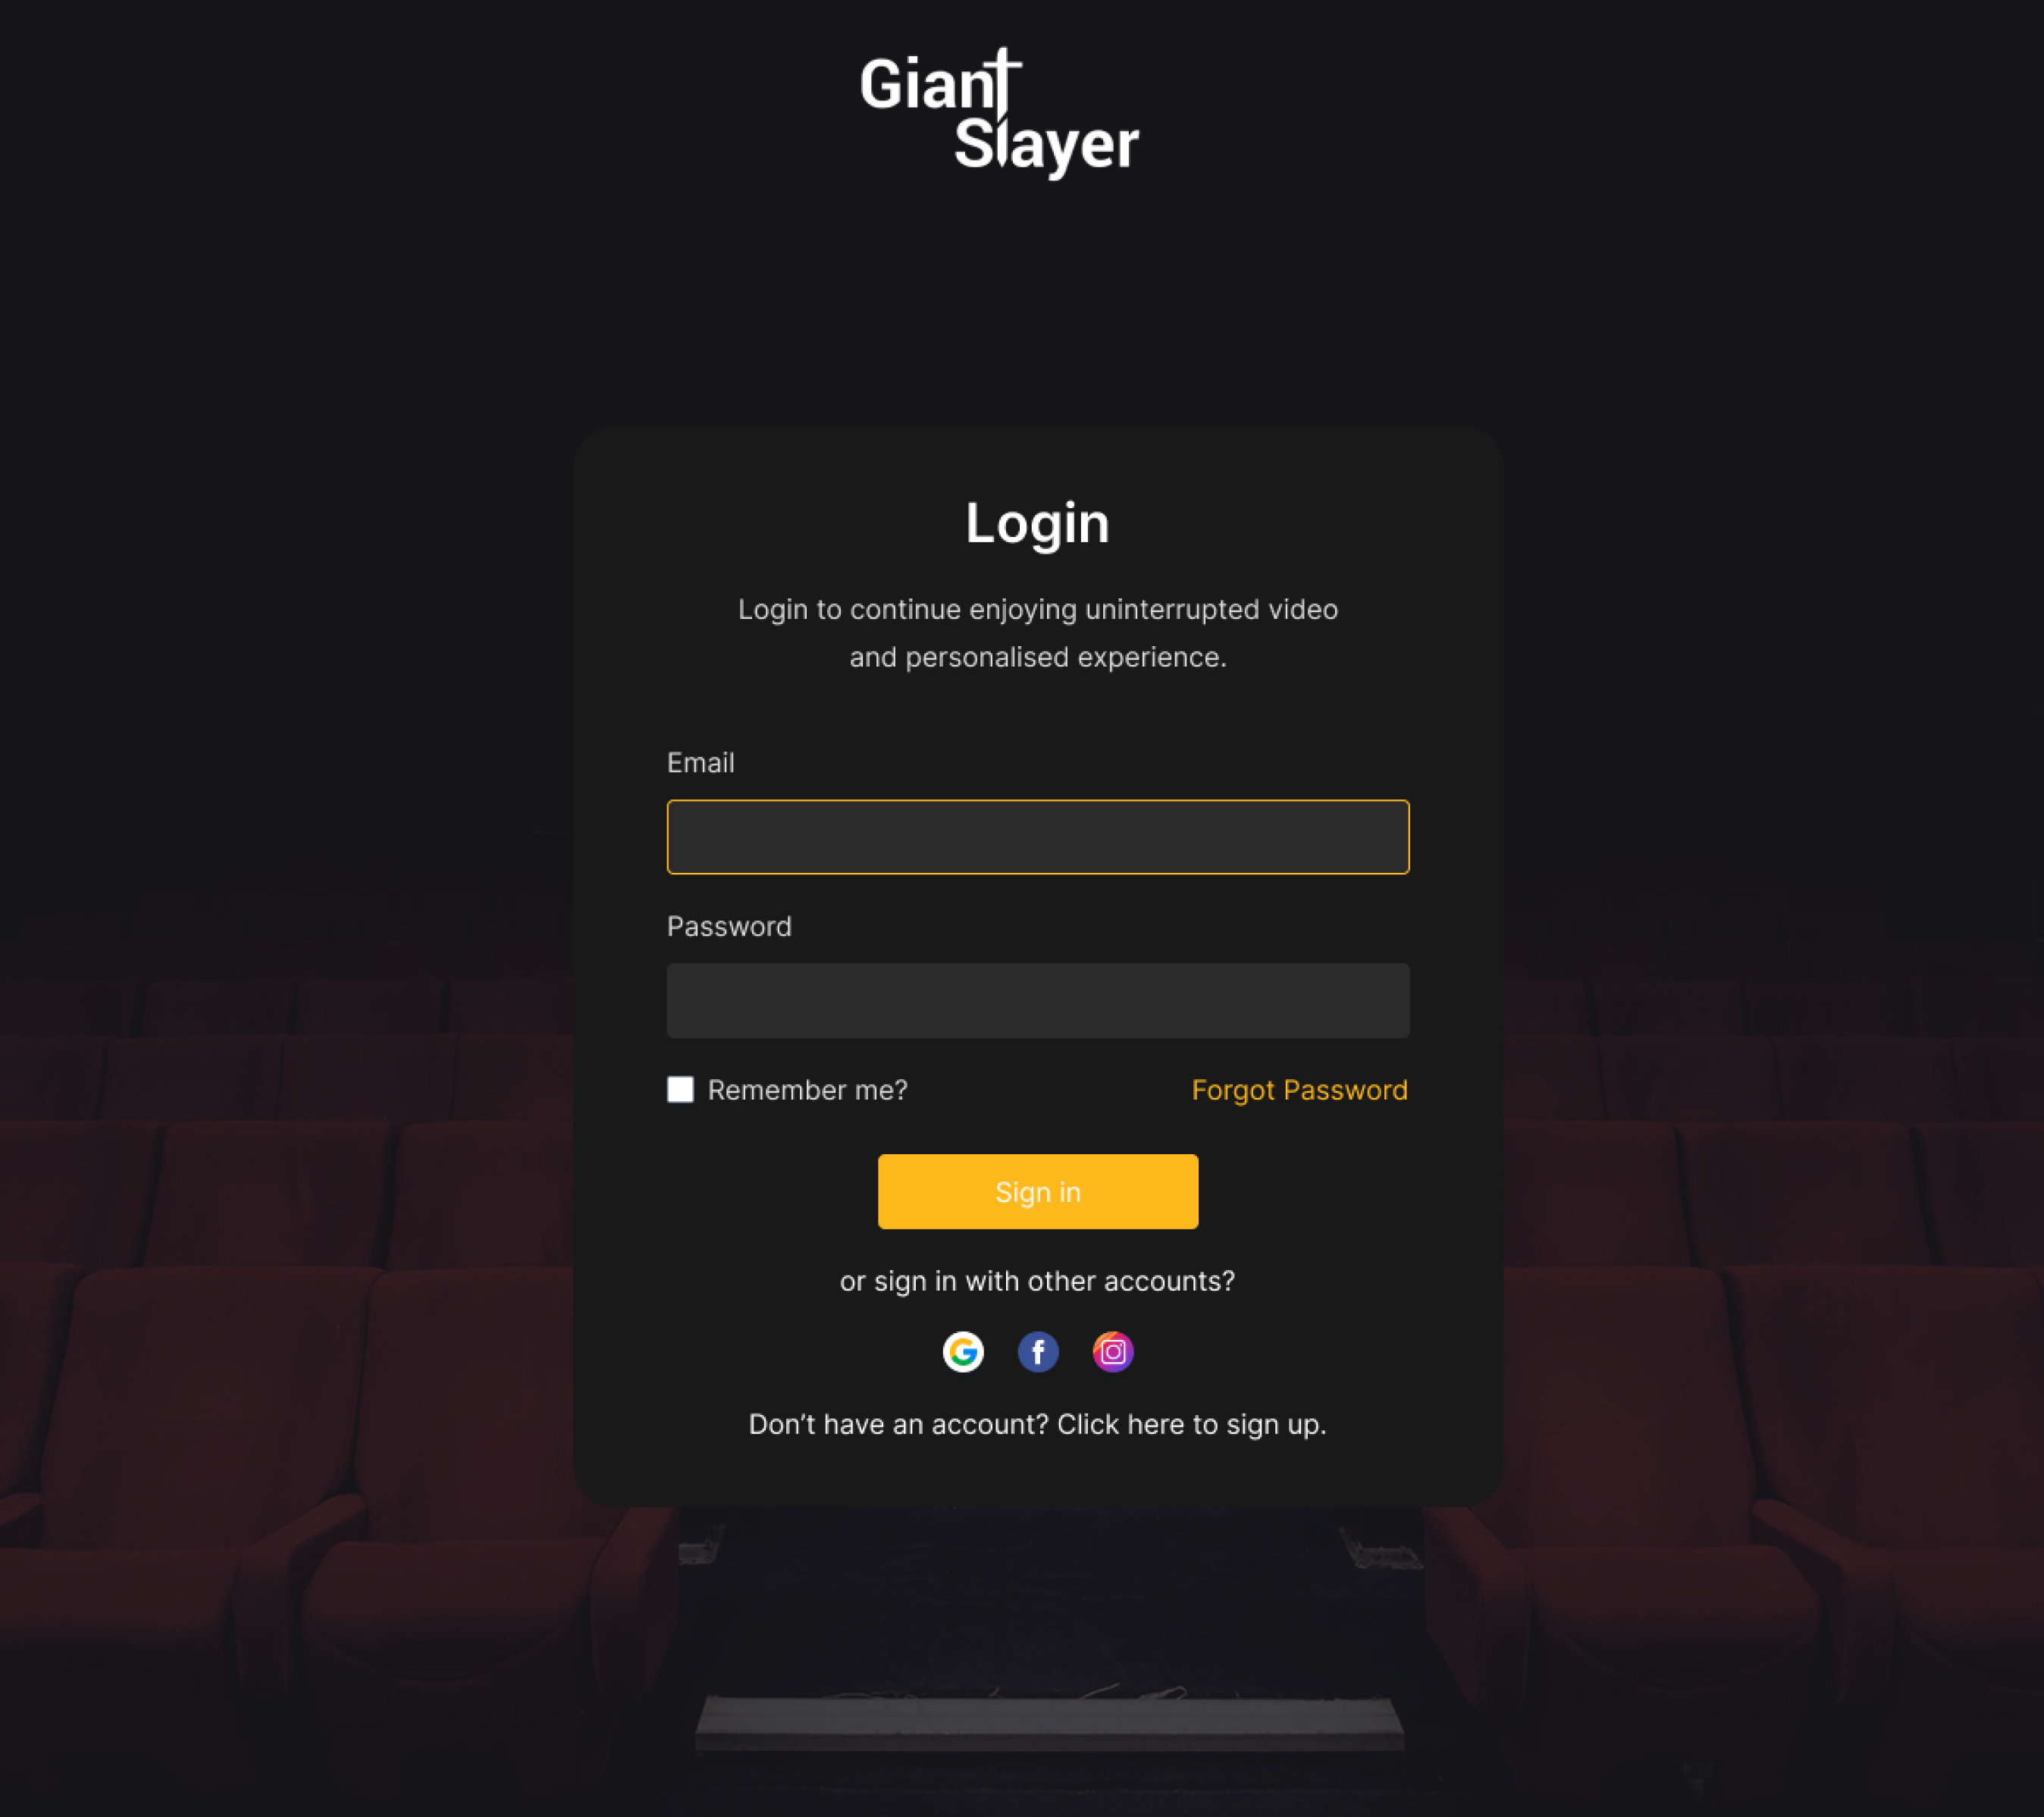 Giant
Slayer
Login
Login to continue enjoying uninterrupted video
and personalised experience.
Email
Password
Remember me?
Forgot Password
Sign in
or sign in with other accounts?
Don’t have an account? Click here to sign up.